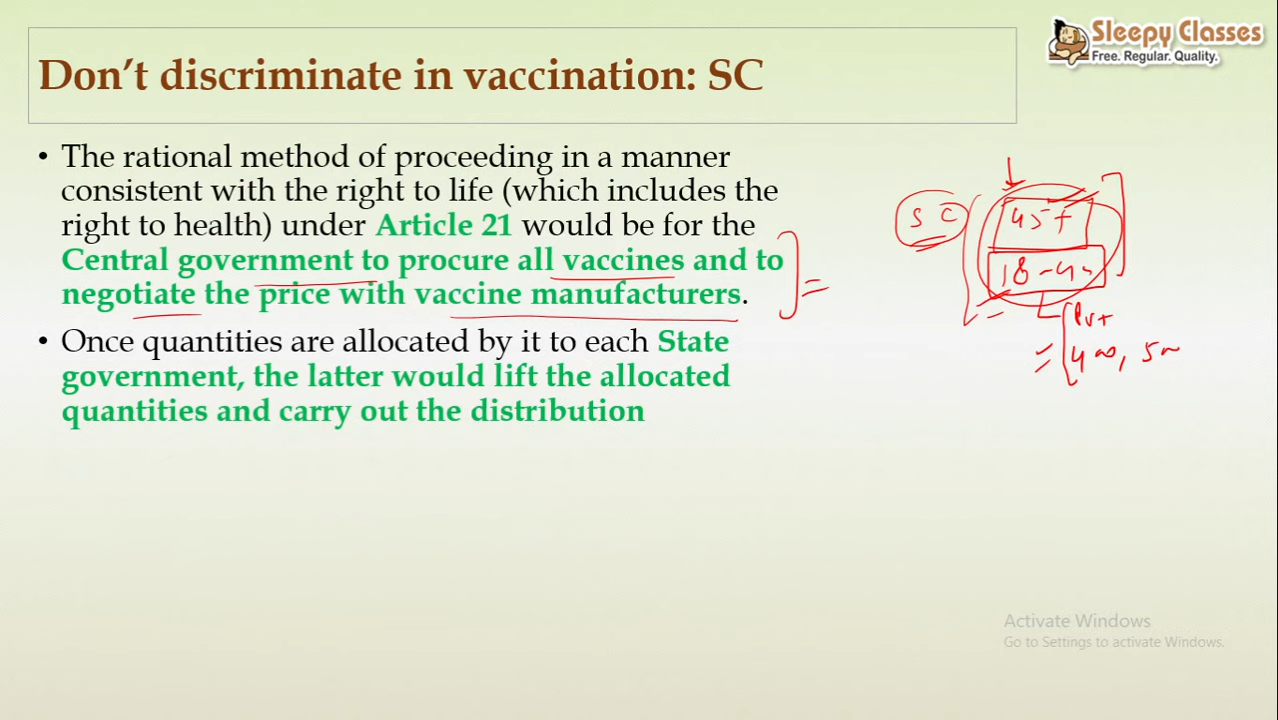 Sleepy Classes
Free. Regular. Quality.
Don’t discriminate in vaccination: SC
• The rational method of proceeding in a manner
consistent with the right to life (which includes the
right to health) under Article 21 would be for the
Central government to procure all vaccines and to
negotiate the price with vaccine manufacturers.
• Once quantities are allocated by it to each State
government, the latter would lift the allocated
quantities and carry out the distribution
SC
45+
18-4
Pvt
Activate Windows
Go to Settings to activate Windows.